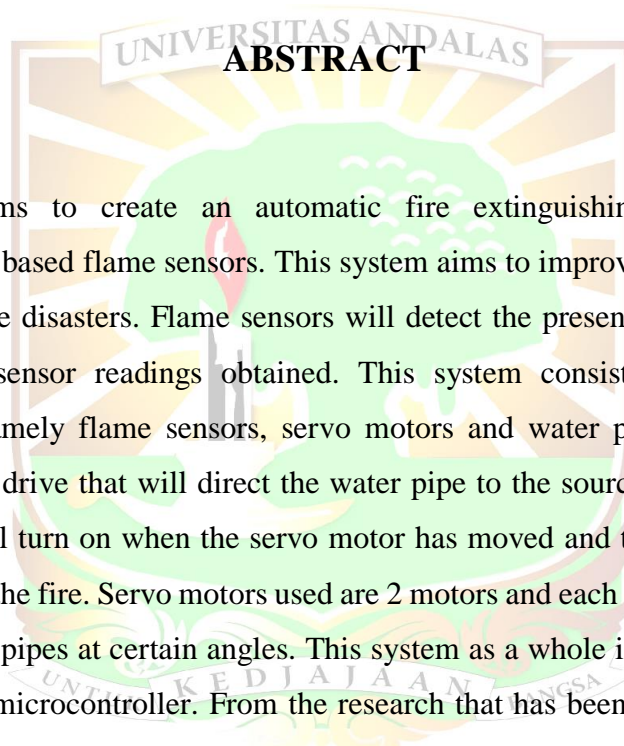 UNIVERSITAS ANDALAS
ABSTRACT
ms to create an automatic fire extinguishin
based flame sensors. This system aims to improv
e disasters. Flame sensors will detect the presen
sensor readings obtained. This system consist
amely flame sensors, servo motors and water p
drive that will direct the water pipe to the sourc
l turn on when the servo motor has moved and t
the fire. Servo motors used are 2 motors and each
pipes at certain angles. This system as a whole i
microcontroller. From the research that has been
UNTUK KEDJAJAAN BANGSA